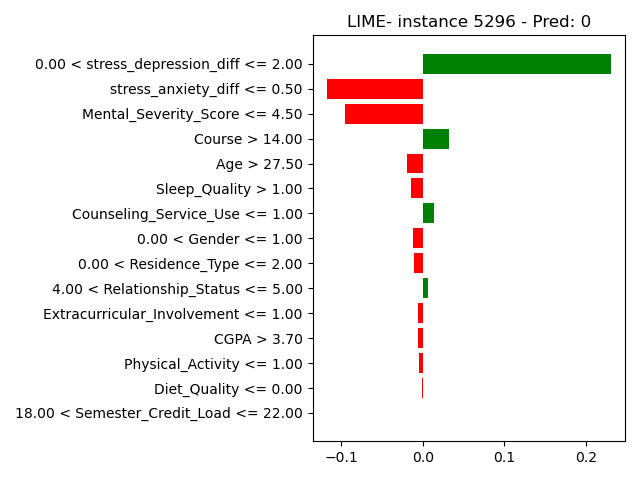 LIME- instance 5296 - Pred: 0
0.00 < stress_depression_diff <= 2.00
stress_anxiety_diff <= 0.50
Mental_Severity_Score <= 4.50
Course > 14.00
Age > 27.50
Sleep_Quality > 1.00
Counseling_Service_Use <= 1.00
0.00 < Gender <= 1.00
0.00 < Residence_Type <= 2.00
4.00 < Relationship_Status <= 5.00
Extracurricular_Involvement <= 1.00
CGPA > 3.70
Physical_Activity <= 1.00
Diet_Quality <= 0.00
18.00 < Semester_Credit_Load <= 22.00
−0.1 0.0 0.1 0.2